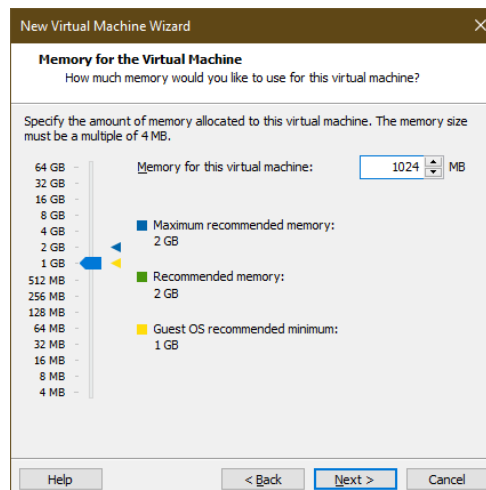 New Virtual Machine Wizard
Memory for the Virtual Machine
How much memory would you like to use for this virtual machine?
Specify the amount of memory allocated to this virtual machine. The memory size
must be a multiple of 4 MB.
64 GB
32 GB
16 GB
8 GB
4 GB
2 GB
1 GB
512 MB
256 MB
128 MB
64 MB
32 MB
16 MB
8 MB
4 MB
Memory for this virtual machine: 1024 MB
Maximum recommended memory:
2 GB
Recommended memory:
2 GB
Guest OS recommended minimum:
1 GB
Help < Back Next > Cancel